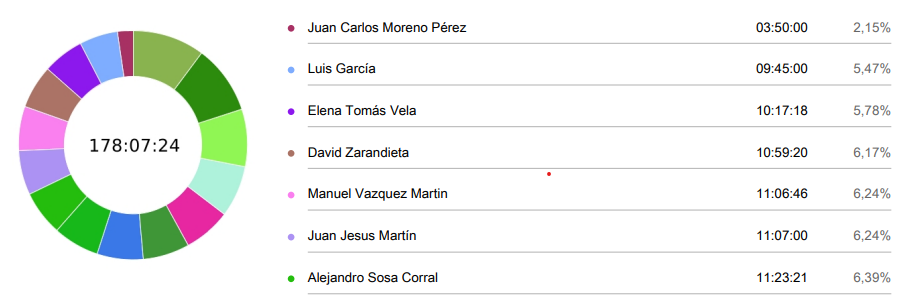 178:07:24
Juan Carlos Moreno Pérez 03:50:00 2,15%
Luis García 09:45:00 5,47%
Elena Tomás Vela 10:17:18 5,78%
David Zarandieta 10:59:20 6,17%
Manuel Vazquez Martin 11:06:46 6,24%
Juan Jesus Martín 11:07:00 6,24%
Alejandro Sosa Corral 11:23:21 6,39%